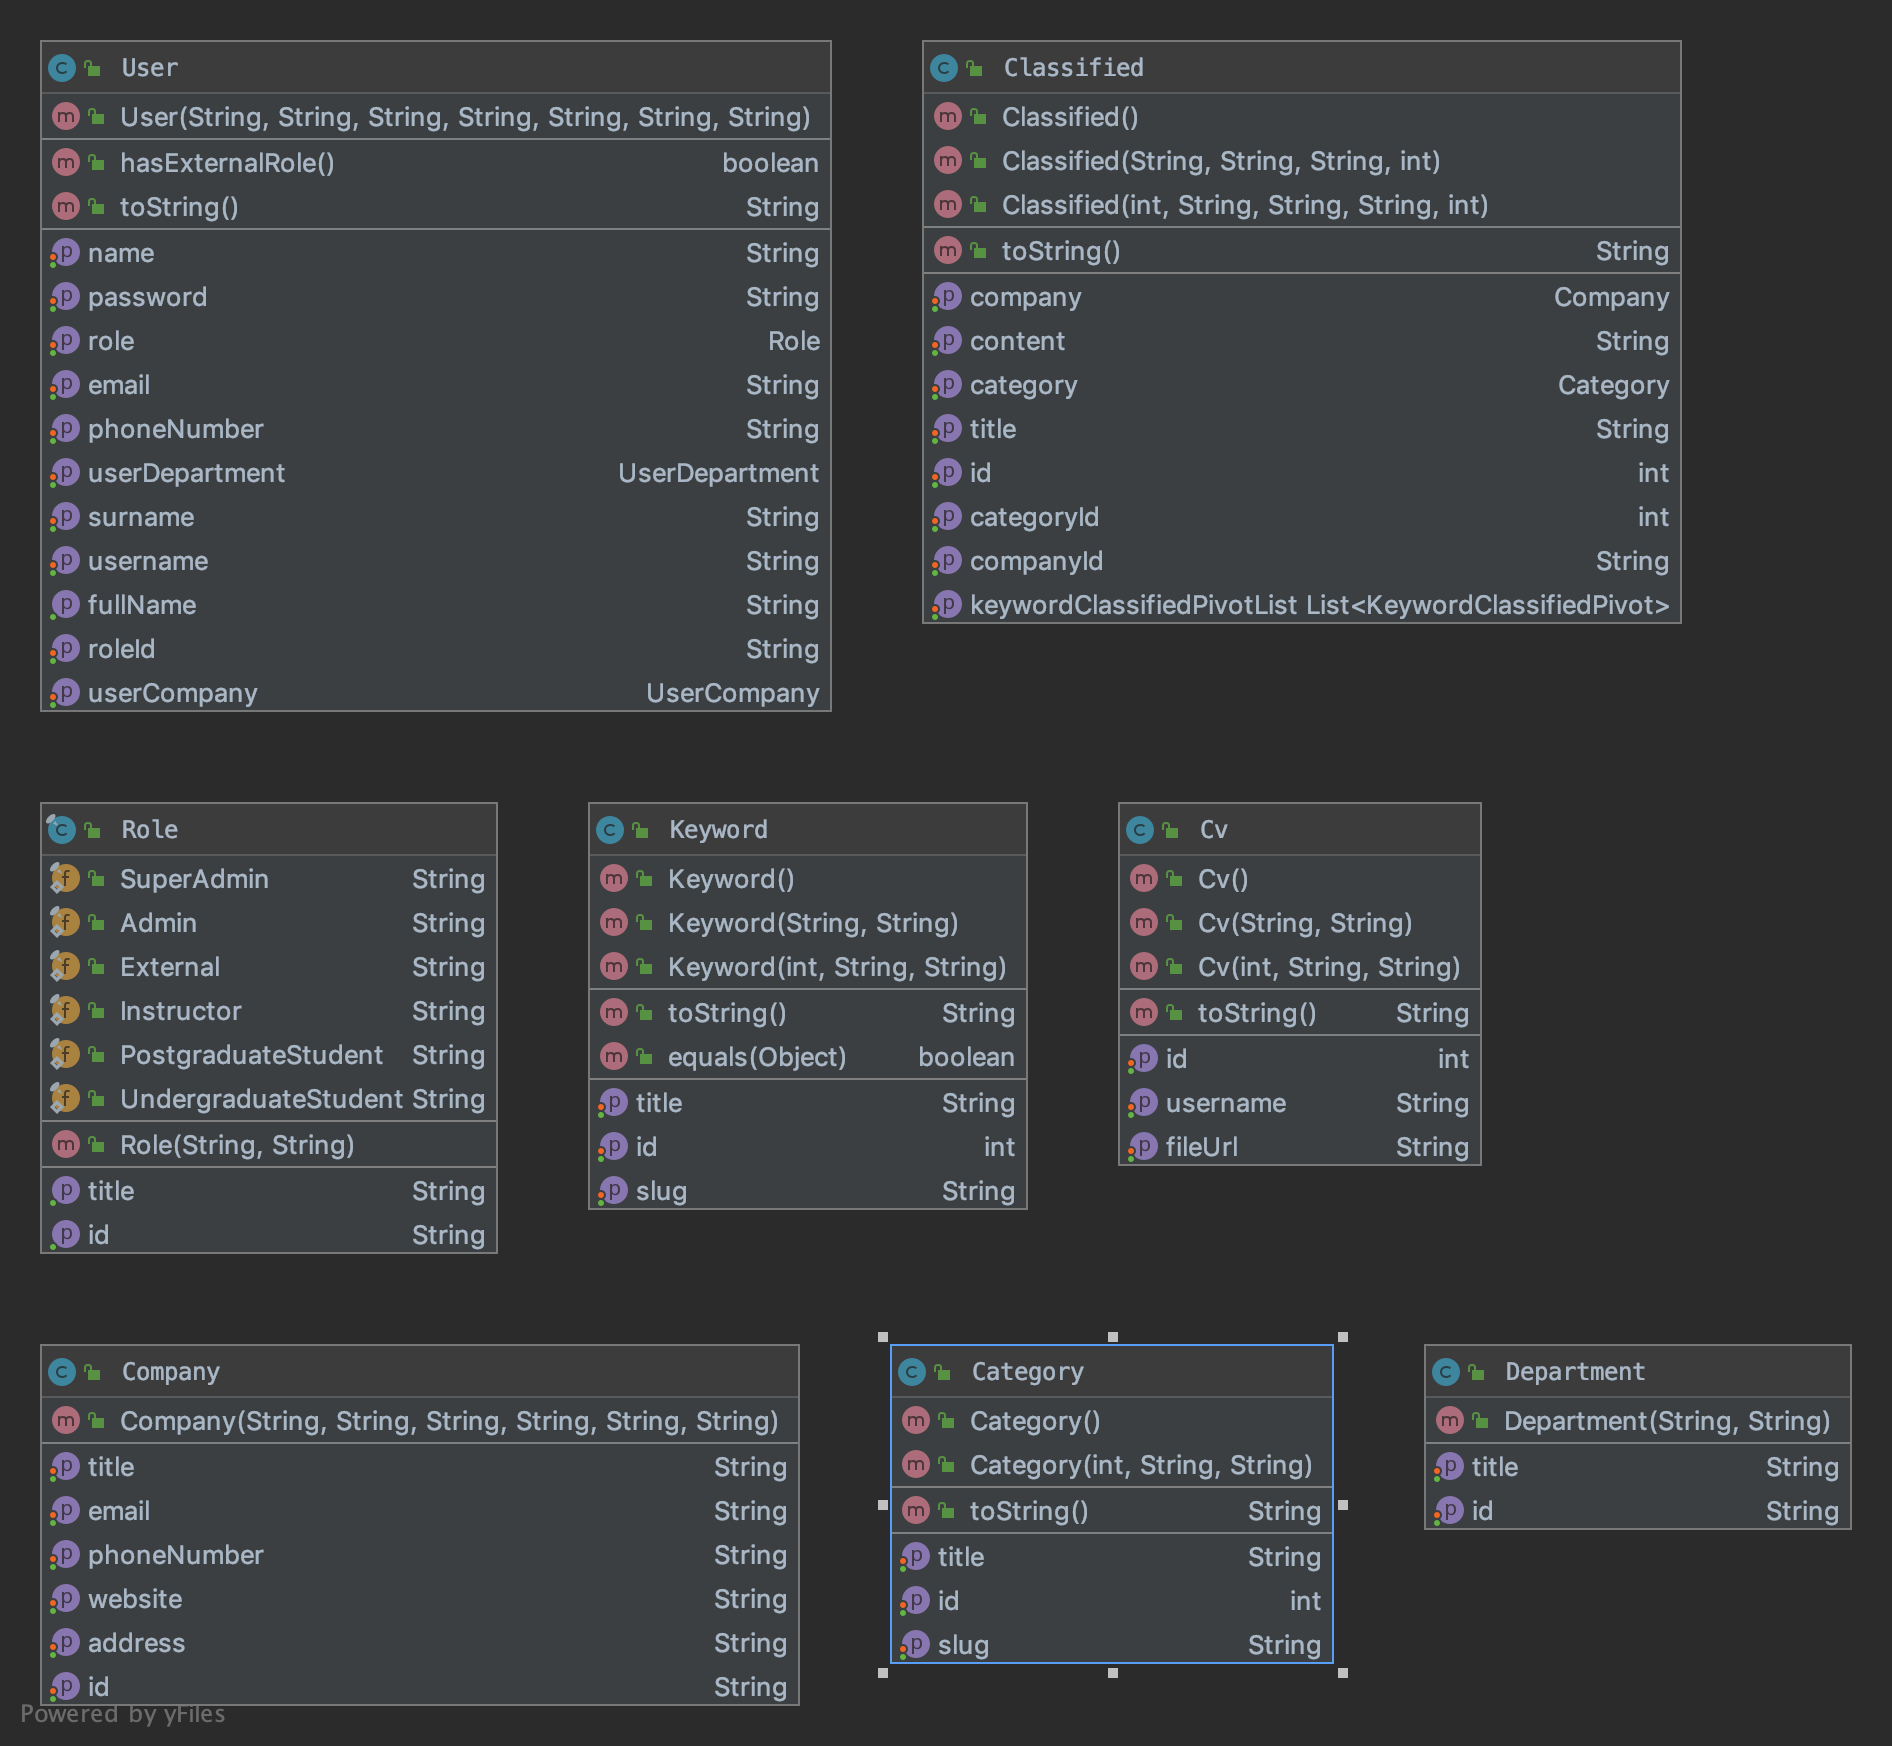 User
User(String, String, String, String, String, String, String)
hasExternalRole() boolean
toString() String
name String
password String
role Role
email String
phoneNumber String
userDepartment UserDepartment
surname String
username String
fullName String
roleId String
userCompany UserCompany
Classified
Classified()
Classified(String, String, String, int)
Classified(int, String, String, String, int)
toString() String
company Company
content String
category Category
title String
id int
categoryId int
companyId String
keywordClassifiedPivotList List<KeywordClassifiedPivot>
Role
SuperAdmin String
Admin String
External String
Instructor String
PostgraduateStudent String
UndergraduateStudent String
Role(String, String)
title String
id String
Keyword
Keyword()
Keyword(String, String)
Keyword(int, String, String)
toString() String
equals(Object) boolean
title String
id int
slug String
Cv
Cv()
Cv(String, String)
Cv(int, String, String)
toString() String
id int
username String
fileUrl String
Company
Company(String, String, String, String, String, String)
title String
email String
phoneNumber String
website String
address String
id String
Category
Category()
Category(int, String, String)
toString() String
title String
id int
slug String
Department
Department(String, String)
title String
id String
Powered by yFiles